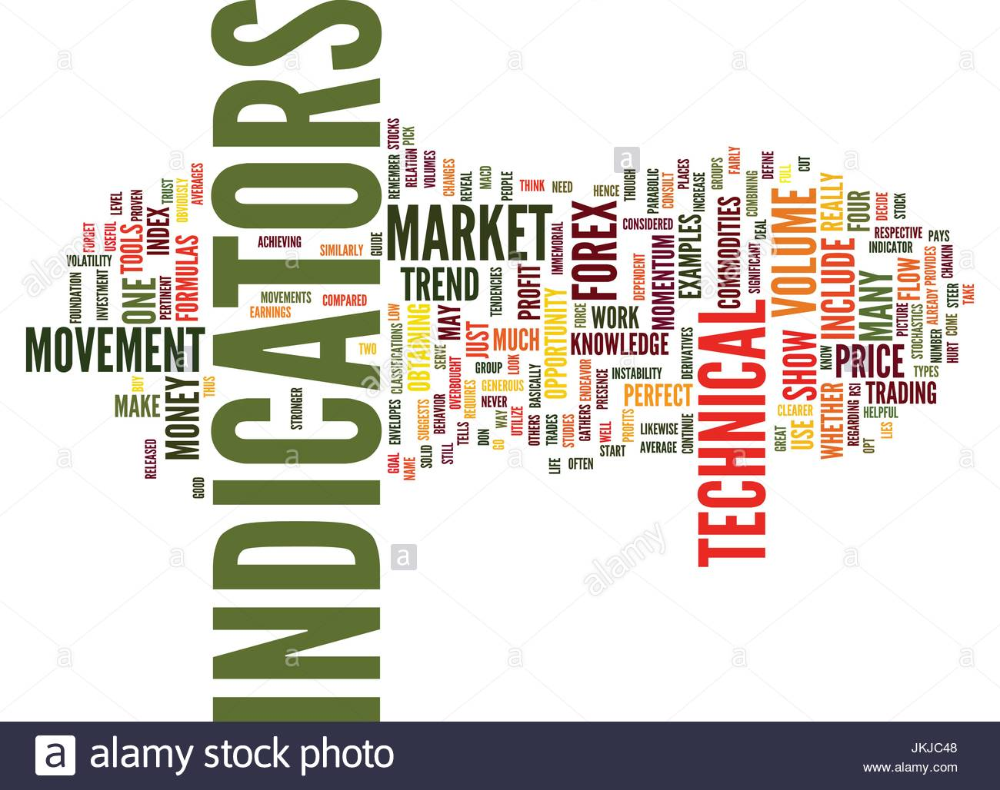 INDICATORS
MARKET
MOVEMENT
TECHNICAL
FOREX
VOLUME
TREND
PRICE
MONEY
FORMULAS
INDEX
TOOLS
ONE
MAKE
BUY
THIS
RELEASED
GOOD
FOUNDATION
INVESTMENT
VOLATILITY
FORGET
USEFUL
LEVEL
PROVEN
TRUST
OBVIOUSLY
AVERAGES
PERTINENT
ACHIEVING
SIMILARLY
GUIDE
MOVEMENTS
EARNINGS
COMPARED
TWO
STRONGER
REMEMBER
STOCKS
PICK
RELATION
VOLUMES
CHANGES
REVEAL
MACD
PEOPLE
THINK
NEED
HENCE
THOUGH
PARABOLIC
CONSULT
PLACES
INCREASE
GROUPS
FAIRLY
COMBINING
DEFINE
DEAL
FULL
CUT
REALLY
FOUR
DECIDE
STOCK
RESPECTIVE
INDICATOR
PAYS
CHAIKIN
PROVIDES
ALREADY
STEER
TAKE
COME
HURT
NUMBER
STOCHASTICS
TYPES
PICTURE
FLOW
MANY
INCLUDE
KNOW
WHETHER
SHOW
USE
CLEARER
GREAT
REGARDING
RSI
TRADING
HELPFUL
OPT
LIES
SIGNIFICANT
COMMODITIES
EXAMPLES
MOMENTUM
CONSIDERED
DEPENDENT
IMMEMORIAL
PROFIT
TENDENCES
OPPORTUNITY
FORCE
WORK
KNOWLEDGE
DERIVATIVES
INSTABILITY
PERFECT
LIKEWISE
AVERAGE
CONTINUE
PROFITS
START
WELL
PRESENCE
ENDEAVOR
GATHERS
STUDIES
TRADES
OFTEN
LIFE
OTHERS
BASICALLY
UTILIZE
LOOK
MUCH
JUST
GROUP
GENEROUS
NEVER
WAY
GO
DON
REQUIRES
TELLS
OVERBOUGHT
STILL
BEHAVIOR
SERVE
MAY
OBTAINING
SOLID
SUGGESTS
NAME
GOAL
ENVELOPES
CLASSIFICATIONS
LOW
a
alamy
a alamy stock photo
JKJC48
www.alamy.com